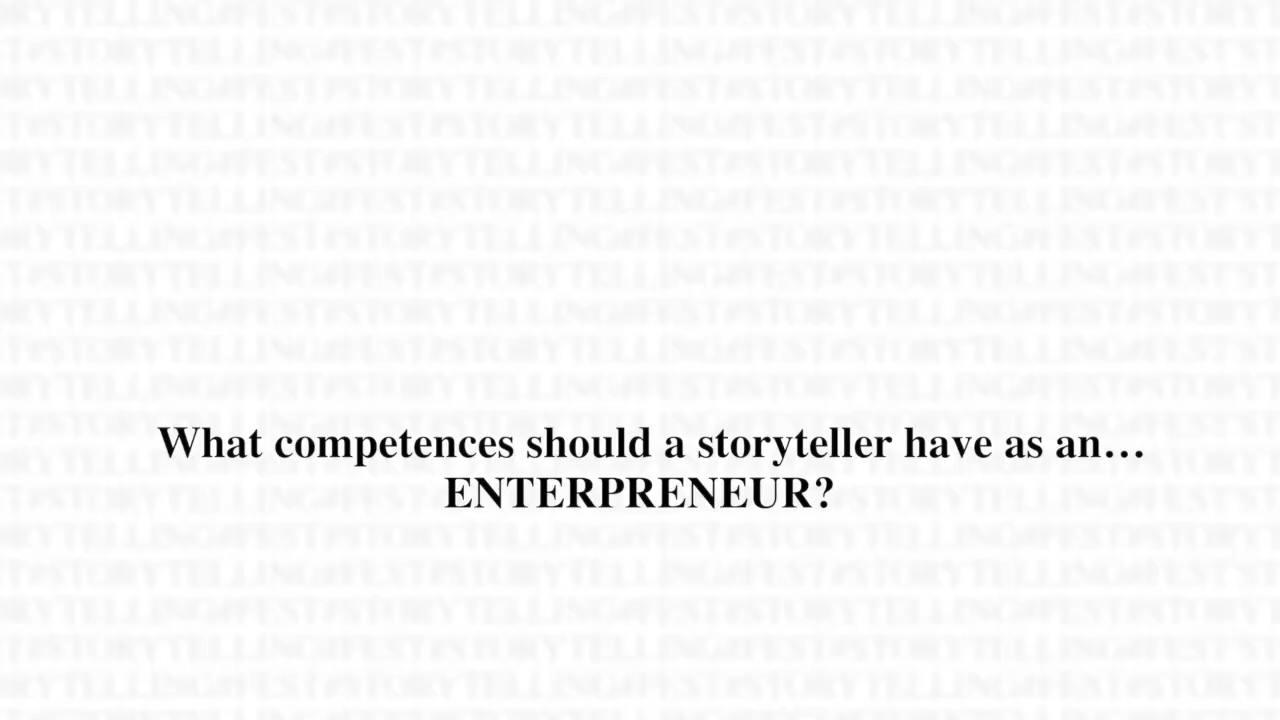 What competences should a storyteller have as an…
ENTERPRENEUR?